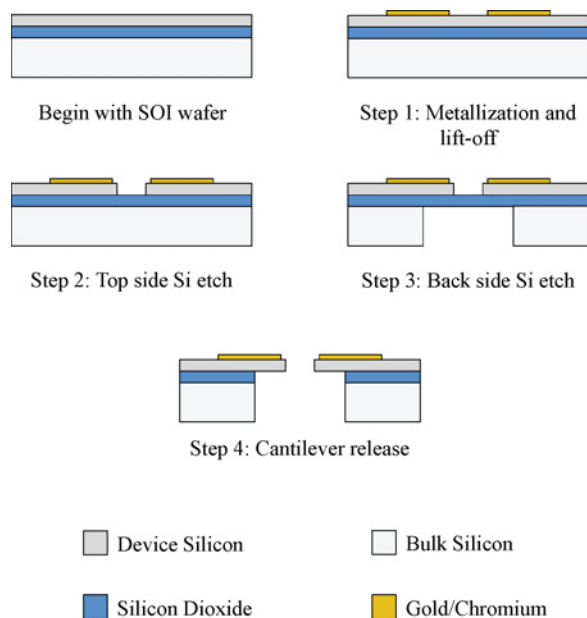 Begin with SOI wafer
Step 1: Metallization and
lift-off
Step 2: Top side Si etch
Step 3: Back side Si etch
Step 4: Cantilever release
Device Silicon
Bulk Silicon
Silicon Dioxide
Gold/Chromium